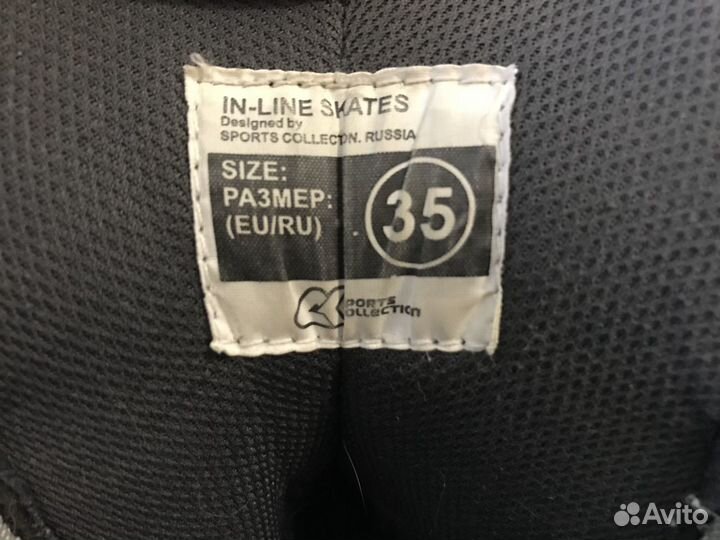 IN-LINE SKATES
Designed by
SPORTS COLLECTION. RUSSIA
SIZE:
РАЗМЕР:
(EU/RU)
35
SPORTS
COLLECTION
Avito